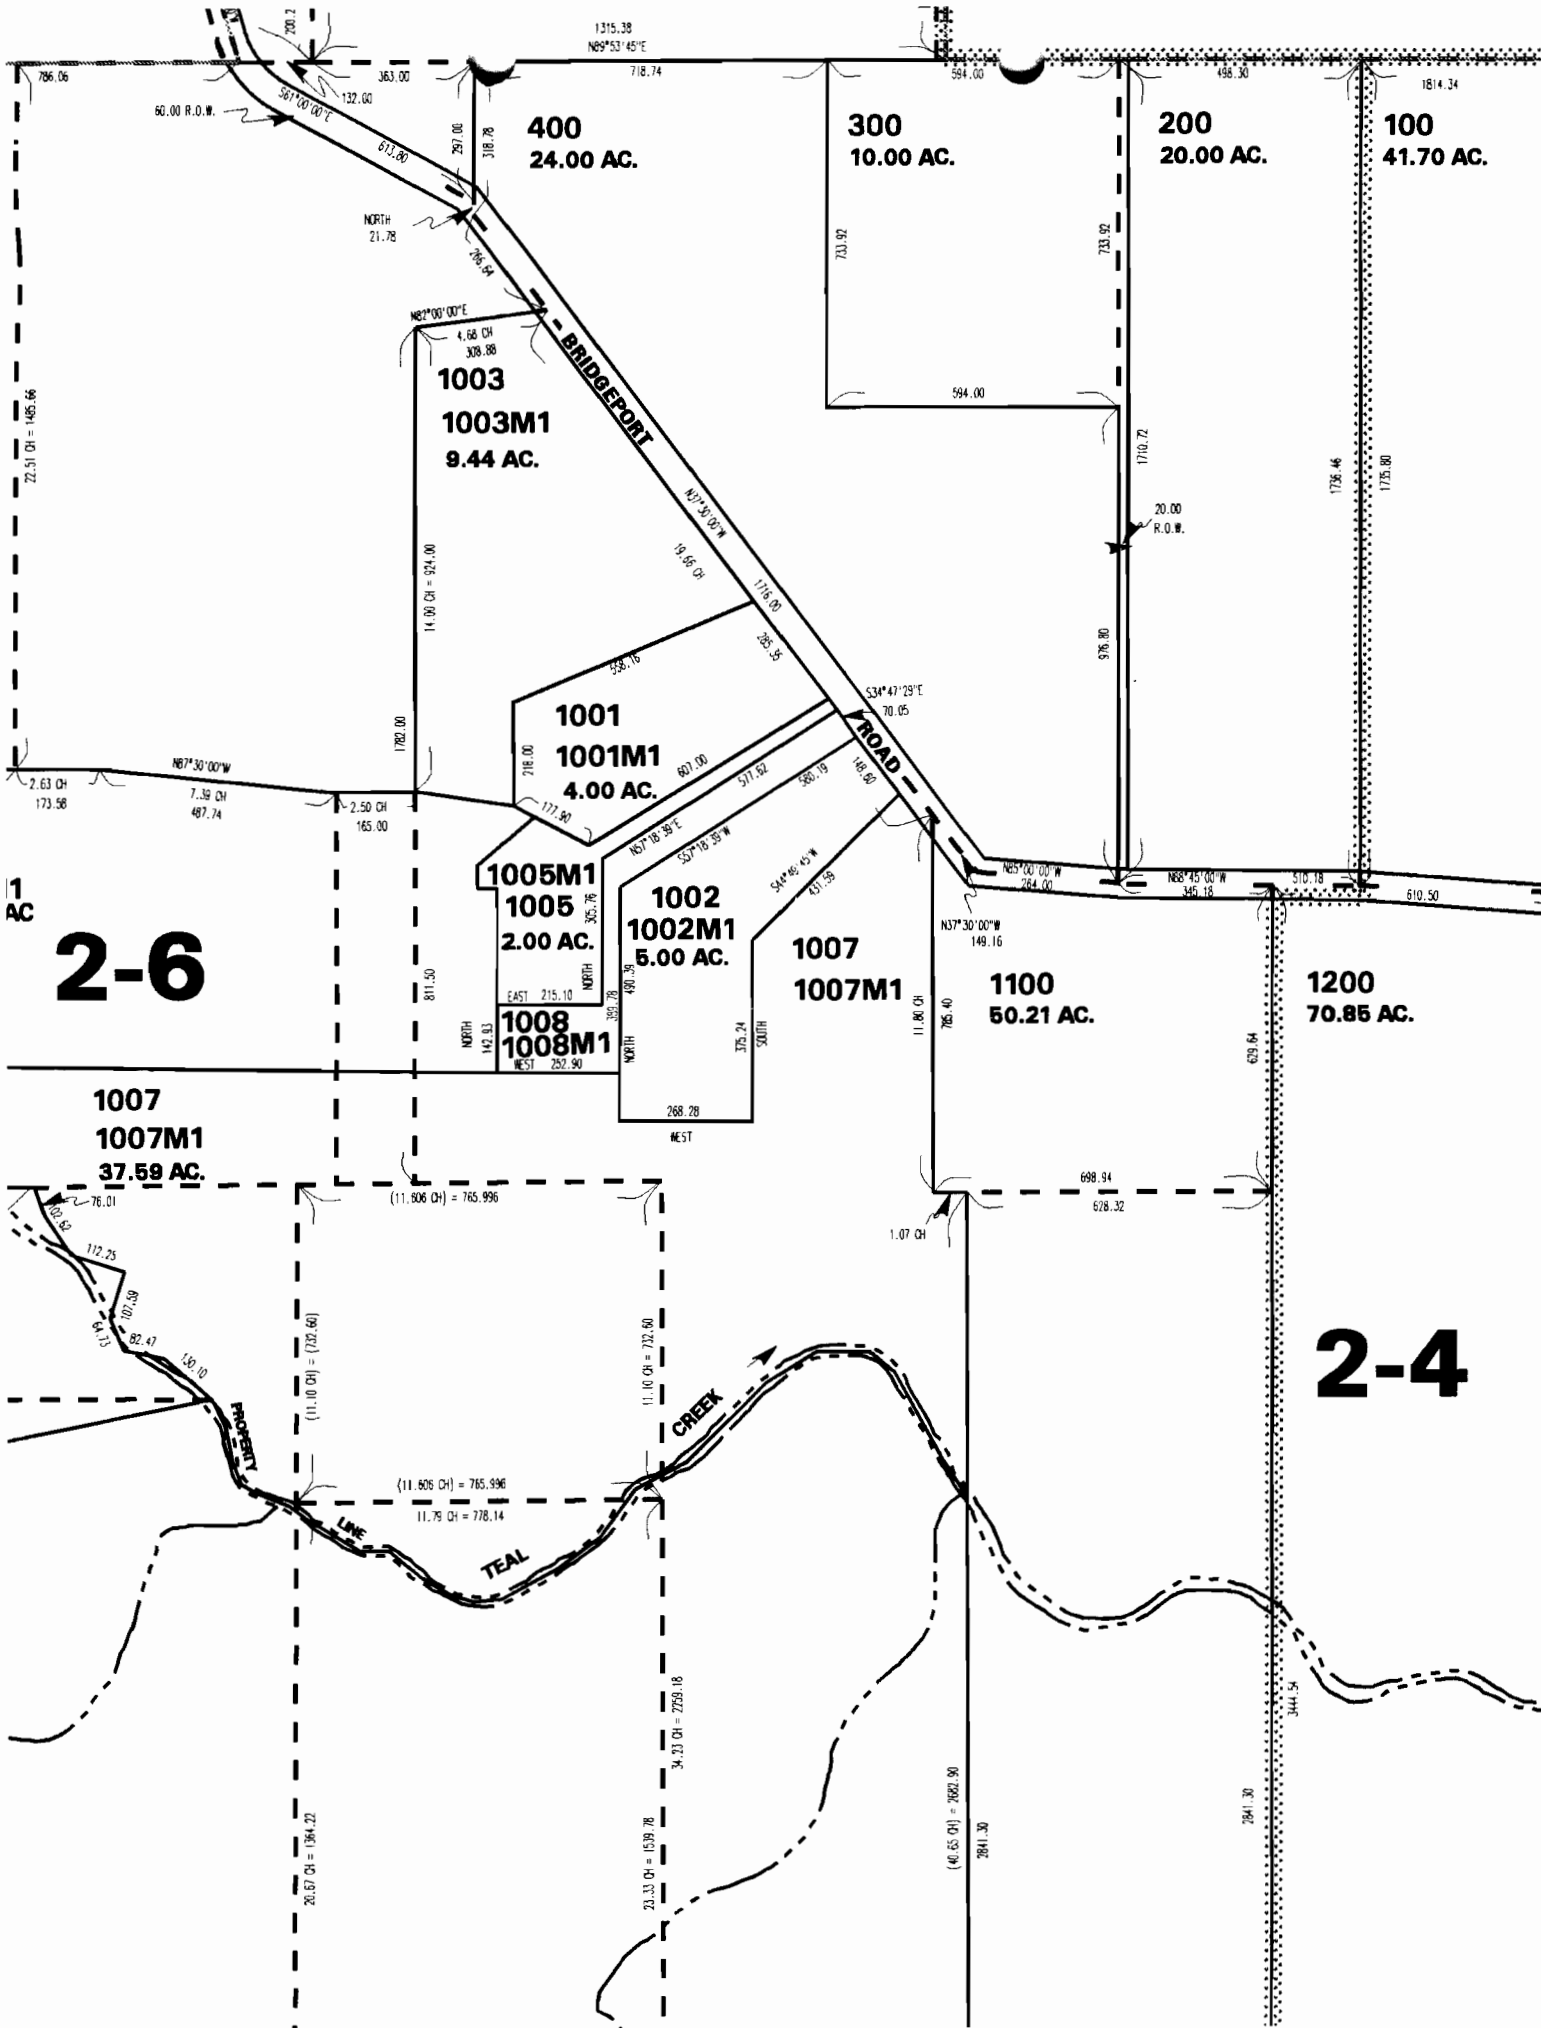 200.2
1315.38
N89°53'45"E
786.06
363.00
718.74
594.00
498.30
1814.34
132.00
S61°00'00"E
60.00 R.O.W.
613.80
297.00
318.78
400
24.00 AC.
300
10.00 AC.
200
20.00 AC.
100
41.70 AC.
NORTH
21.78
266.64
733.92
733.92
N82°00'00"E
4.68 CH
308.88
1003
1003M1
9.44 AC.
BRIDGEPORT
594.00
22.51 CH = 1485.66
1710.72
1736.46
1735.80
N37°30'00"W
20.00
R.O.W.
19.66 CH
1716.00
14.00 CH = 924.00
976.80
285.35
558.16
S34°47'29"E
70.05
1001
1001M1
4.00 AC.
218.00
1782.00
ROAD
607.00
577.62
580.19
148.60
N87°30'00"W
2.63 CH
173.58
7.39 CH
487.74
2.50 CH
165.00
177.90
N57°18'39"E
S57°18'39"W
S44°46'45"W
431.59
N85°00'00"W
264.00
N88°45'00"W
345.18
510.18
610.50
1005M1
1005
2.00 AC.
305.76
NORTH
1002
1002M1
5.00 AC.
N37°30'00"W
149.16
1
AC
2-6
1007
1007M1
1100
50.21 AC.
1200
70.85 AC.
811.50
EAST 215.10
490.39
389.78
NORTH
1008
1008M1
WEST 252.90
NORTH
142.93
375.24
SOUTH
11.80 CH
785.40
629.64
1007
1007M1
37.59 AC.
268.28
WEST
76.01
102.62
(11.606 CH) = 765.996
698.94
628.32
1.07 CH
112.25
107.59
64.73
82.47
130.10
(11.10 CH) = (732.60)
11.10 CH = 732.60
2-4
PROPERTY
CREEK
(11.606 CH) = 765.996
11.79 CH = 778.14
LINE
TEAL
34.23 CH = 2259.18
3444.54
20.67 CH = 1364.22
23.33 CH = 1539.78
(40.65 CH) = 2682.90
2841.30
2841.30